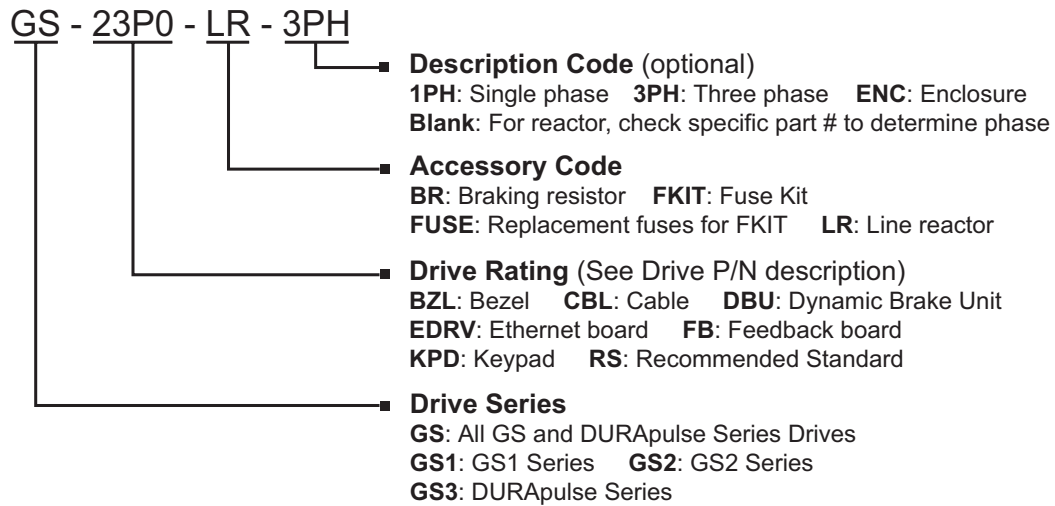 GS - 23P0 - LR - 3PH
Description Code (optional)
1PH: Single phase 3PH: Three phase ENC: Enclosure
Blank: For reactor, check specific part # to determine phase
Accessory Code
BR: Braking resistor FKIT: Fuse Kit
FUSE: Replacement fuses for FKIT LR: Line reactor
Drive Rating (See Drive P/N description)
BZL: Bezel CBL: Cable DBU: Dynamic Brake Unit
EDRV: Ethernet board FB: Feedback board
KPD: Keypad RS: Recommended Standard
Drive Series
GS: All GS and DURApulse Series Drives
GS1: GS1 Series GS2: GS2 Series
GS3: DURApulse Series